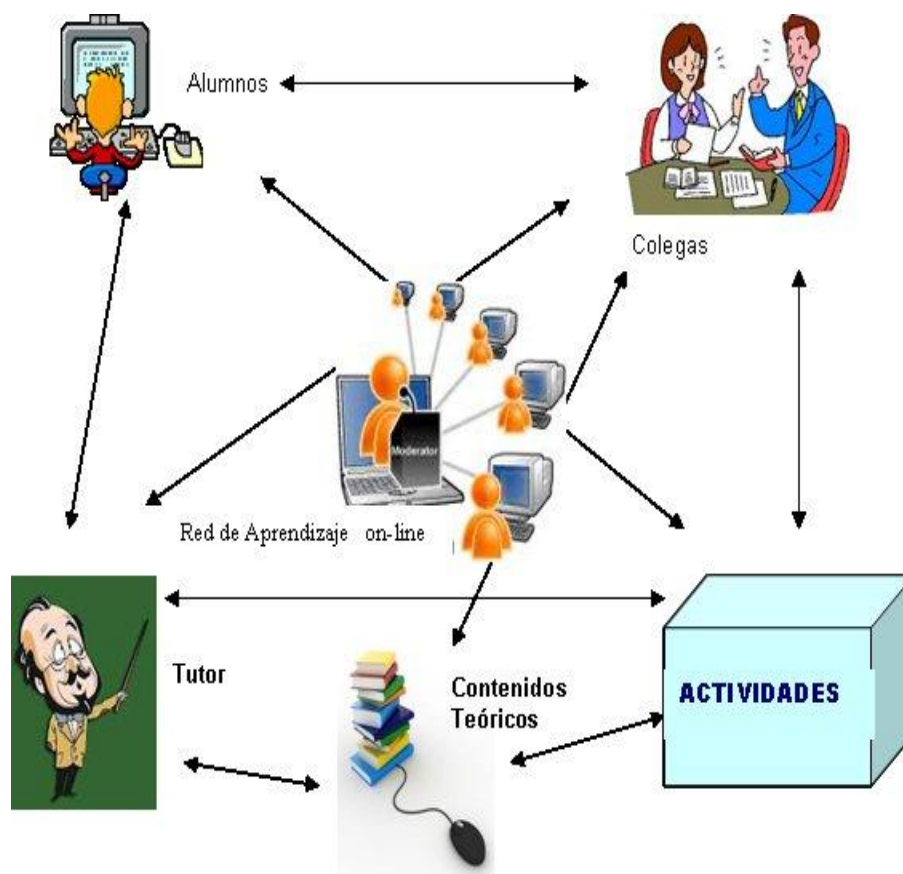 Alumnos
Colegas
Moderator
Red de Aprendizaje on-line
Tutor
Contenidos
Teóricos
ACTIVIDADES